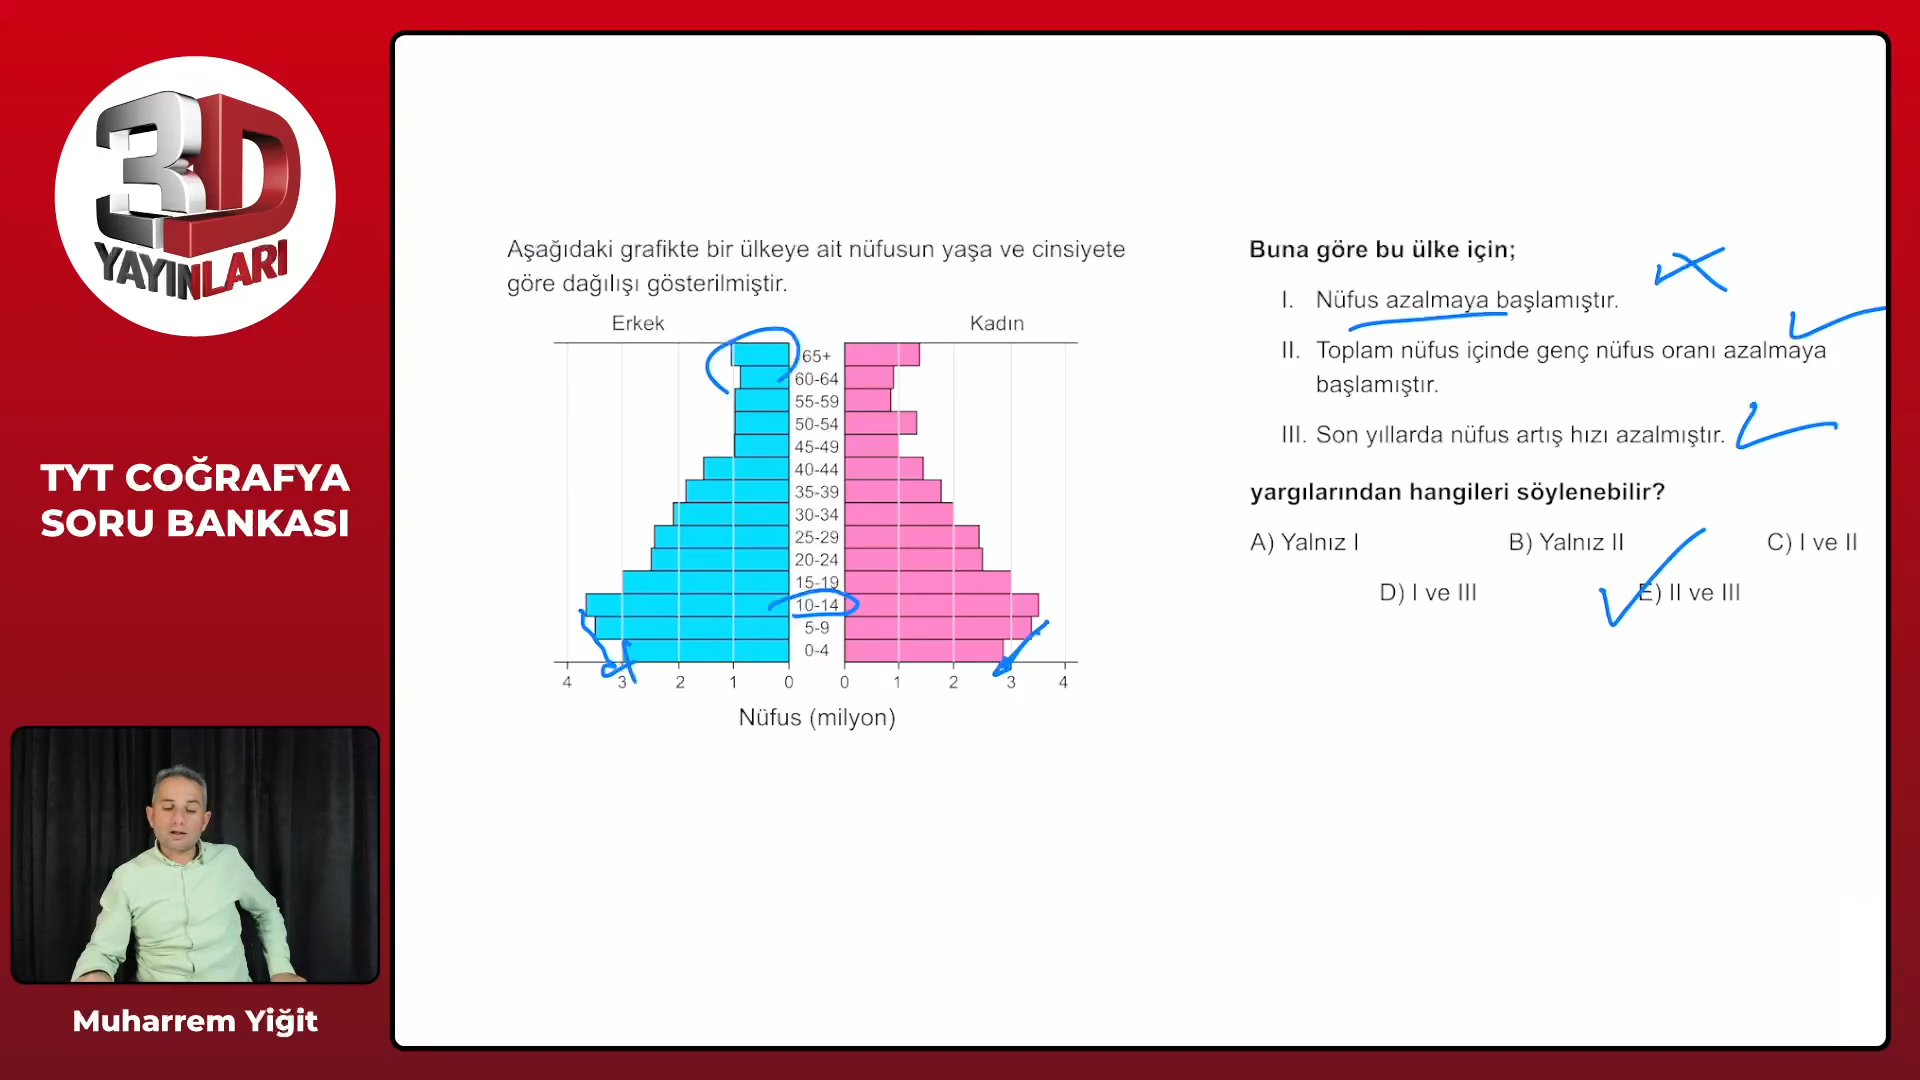 3D
YAYINLARI
TYT COĞRAFYA
SORU BANKASI
Muharrem Yiğit
Aşağıdaki grafikte bir ülkeye ait nüfusun yaşa ve cinsiyete
göre dağılışı gösterilmiştir.
Erkek Kadın
65+
60-64
55-59
50-54
45-49
40-44
35-39
30-34
25-29
20-24
15-19
10-14
5-9
0-4
4 3 2 1 0 0 1 2 3 4
Nüfus (milyon)
Buna göre bu ülke için;
I. Nüfus azalmaya başlamıştır.
II. Toplam nüfus içinde genç nüfus oranı azalmaya
başlamıştır.
III. Son yıllarda nüfus artış hızı azalmıştır.
yargılarından hangileri söylenebilir?
A) Yalnız I B) Yalnız II C) I ve II
D) I ve III E) II ve III